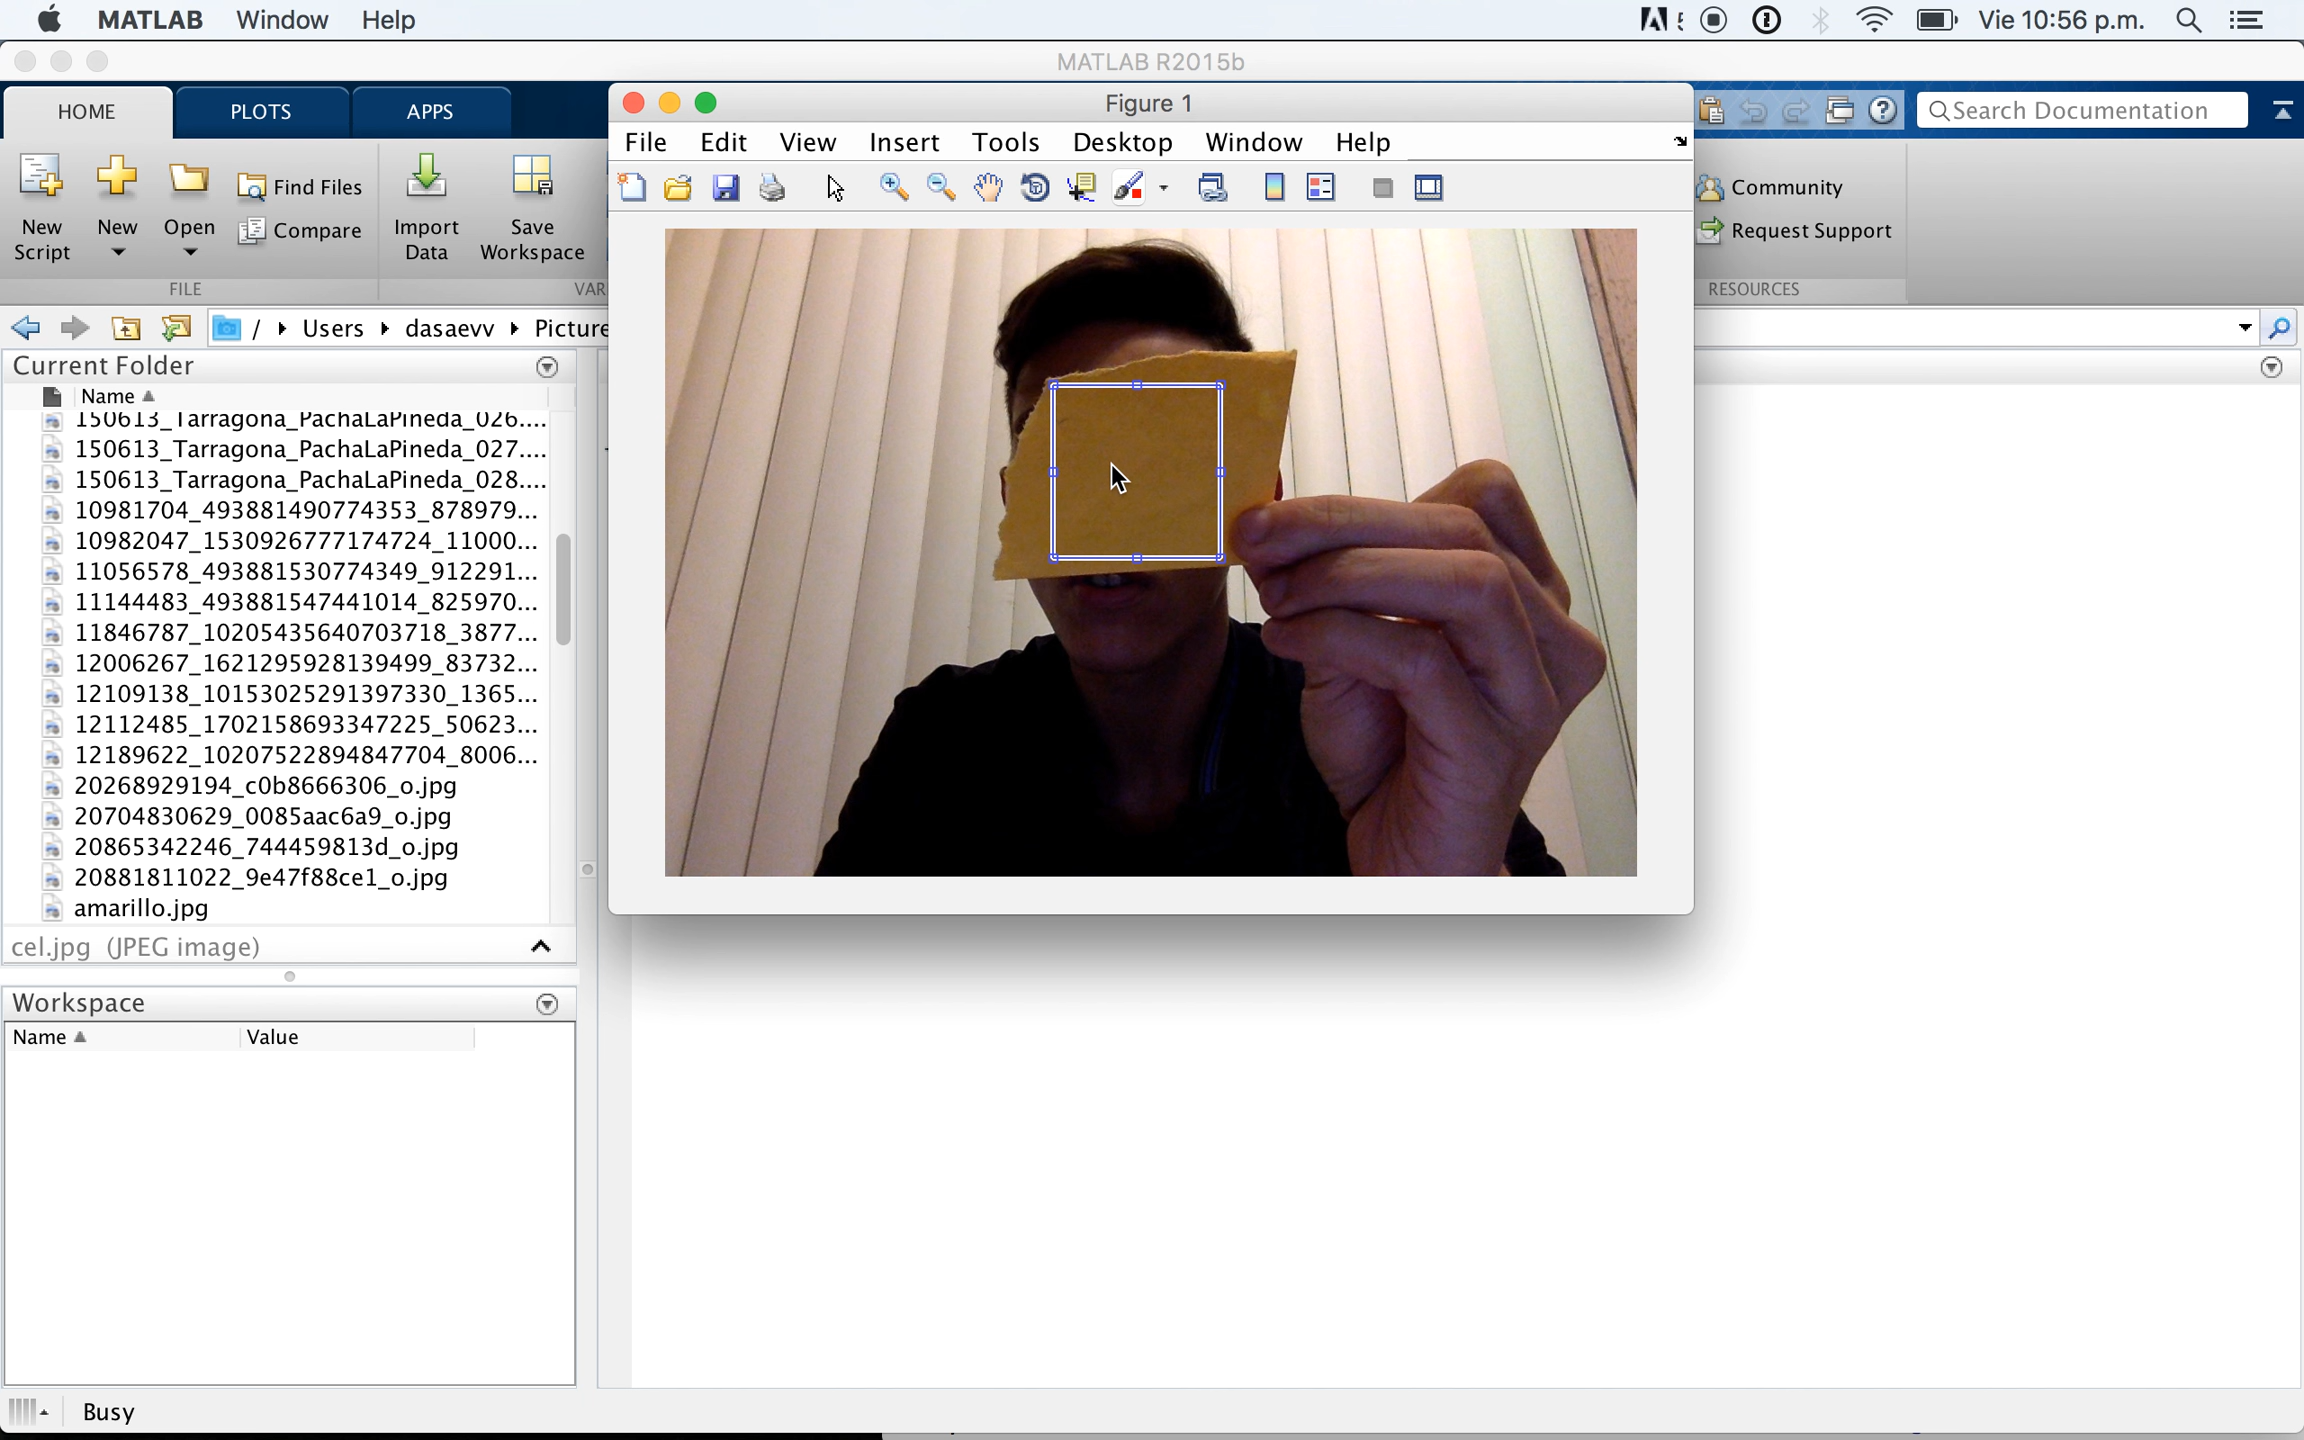 MATLAB Window Help
Vie 10:56 p.m.
MATLAB R2015b
HOME PLOTS APPS
Search Documentation
New Script
New
Open
Find Files
Compare
Import Data
Save Workspace
FILE
VAR
Community
Request Support
RESOURCES
/ Users dasaevv Picture
Figure 1
File Edit View Insert Tools Desktop Window Help
Current Folder
Name
150613_Tarragona_PachaLaPineda_026....
150613_Tarragona_PachaLaPineda_027....
150613_Tarragona_PachaLaPineda_028....
10981704_493881490774353_878979...
10982047_1530926777174724_11000...
11056578_493881530774349_912291...
11144483_493881547441014_825970...
11846787_10205435640703718_3877...
12006267_1621295928139499_83732...
12109138_10153025291397330_1365...
12112485_1702158693347225_50623...
12189622_10207522894847704_8006...
20268929194_c0b8666306_o.jpg
20704830629_0085aac6a9_o.jpg
20865342246_744459813d_o.jpg
20881811022_9e47f88ce1_o.jpg
amarillo.jpg
cel.jpg (JPEG image)
Workspace
Name Value
Busy